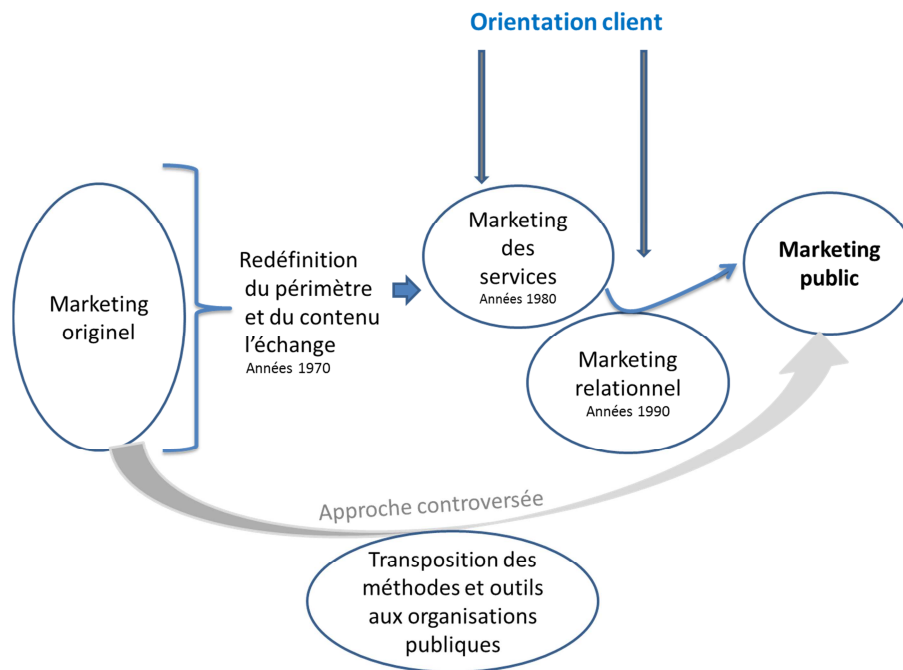 Orientation client
Marketing
originel
Redéfinition
du périmètre
et du contenu
l'échange
Années 1970
Marketing
des
services
Années 1980
Marketing
relationnel
Années 1990
Marketing
public
Approche controversée
Transposition des
méthodes et outils
aux organisations
publiques